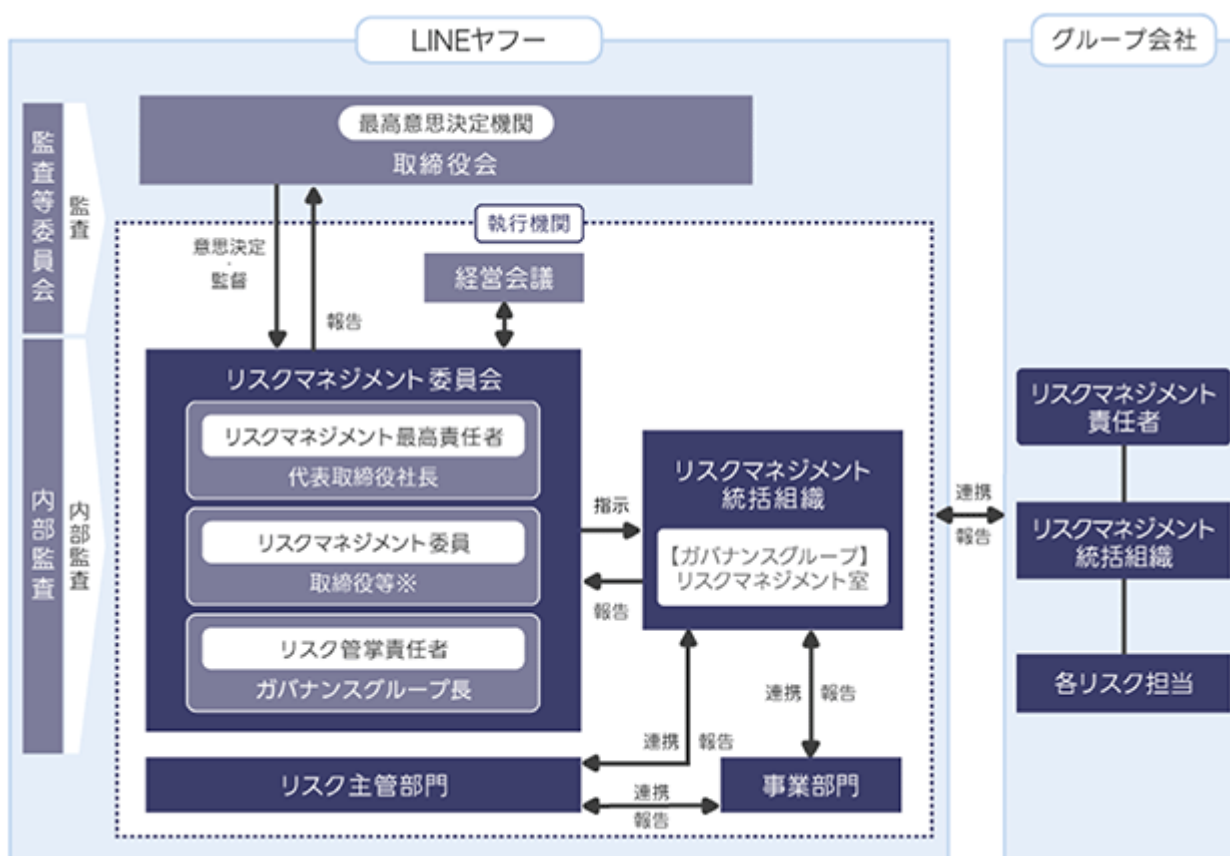 LINEヤフー
グループ会社
監査等委員会
監査
最高意思決定機関
取締役会
執行機関
意思決定
・
監督
報告
経営会議
リスクマネジメント委員会
リスクマネジメント最高責任者
代表取締役社長
リスクマネジメント委員
取締役等※
リスク管掌責任者
ガバナンスグループ長
指示
報告
リスクマネジメント
統括組織
【ガバナンスグループ】
リスクマネジメント室
連携
報告
連携
報告
リスク主管部門
連携
報告
事業部門
内部監査
内部監査
連携
報告
リスクマネジメント
責任者
リスクマネジメント
統括組織
各リスク担当